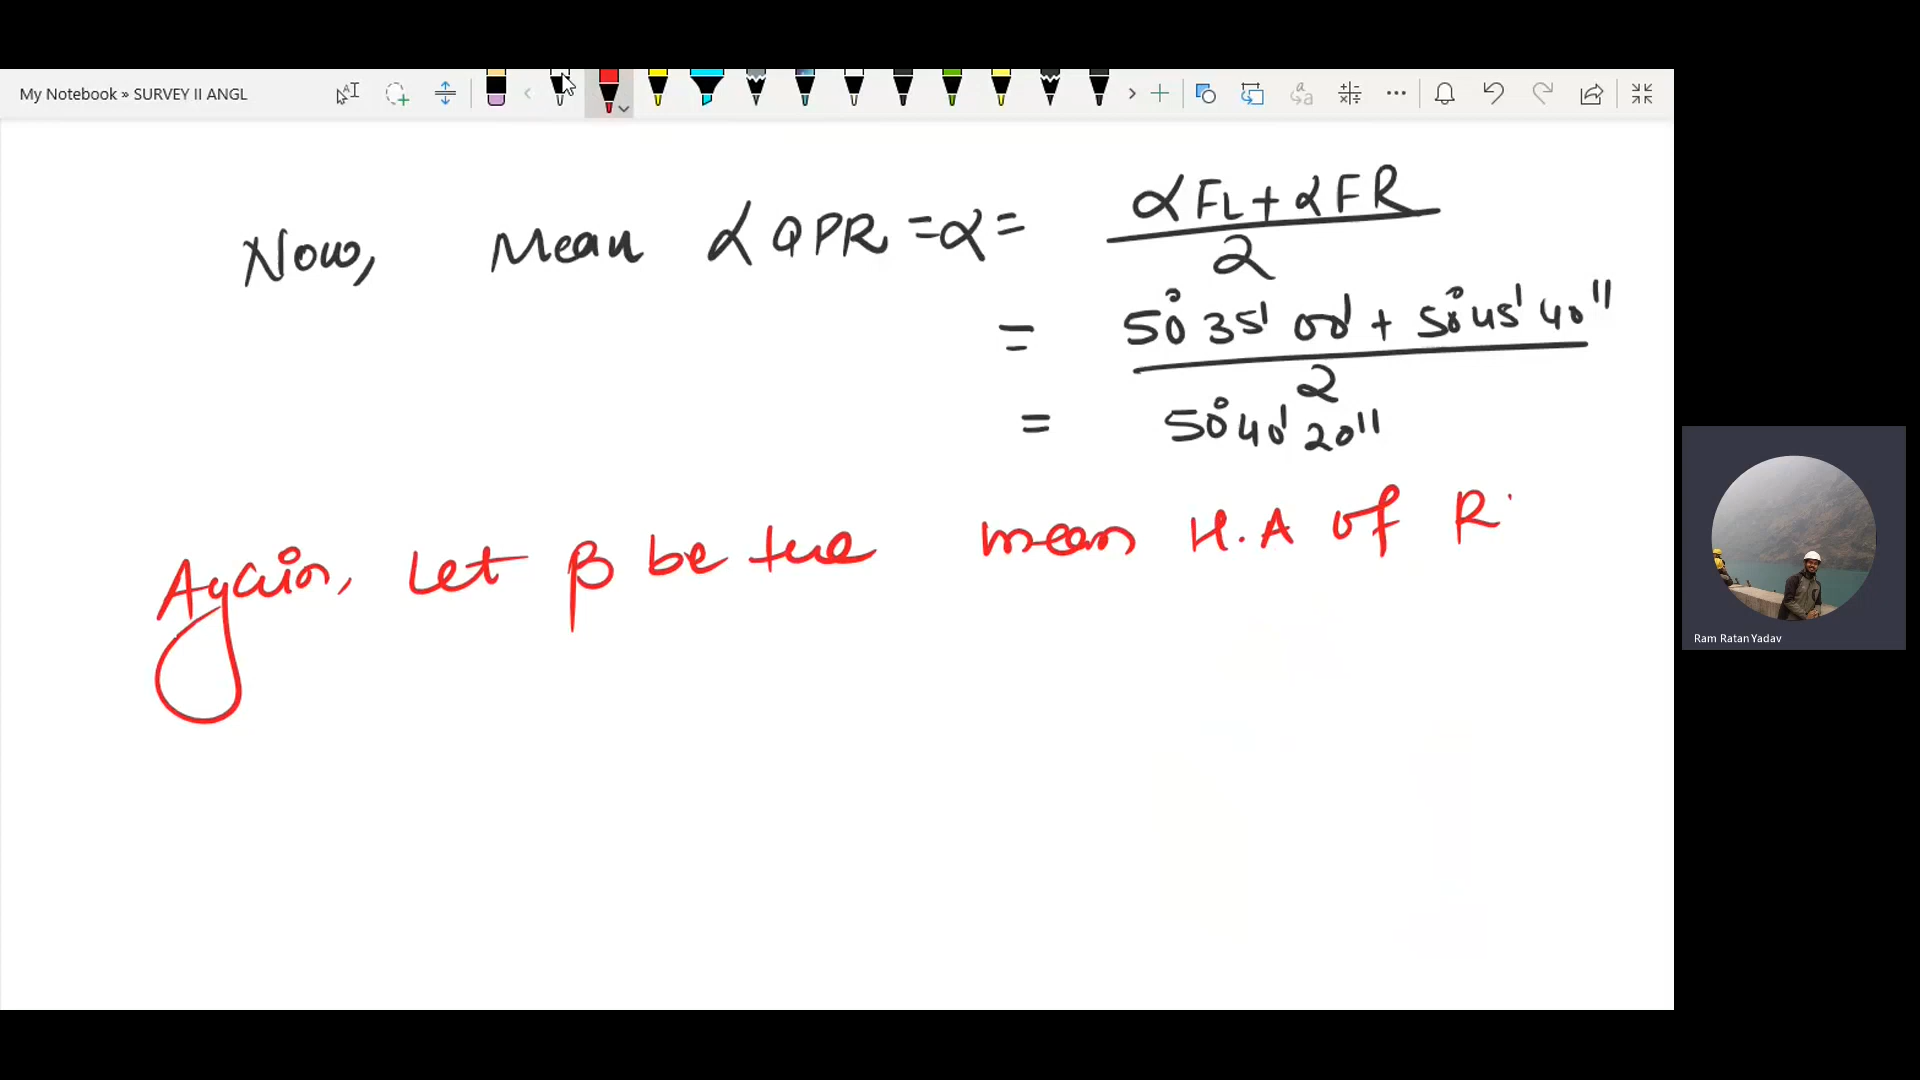 My Notebook » SURVEY II ANGL
Now, Mean ∠QPR = α = αFL + αFR
2
= 50°35'00" + 50°45'40"
2
= 50°40'20"
Again, Let β be the mean H.A of R
Ram Ratan Yadav